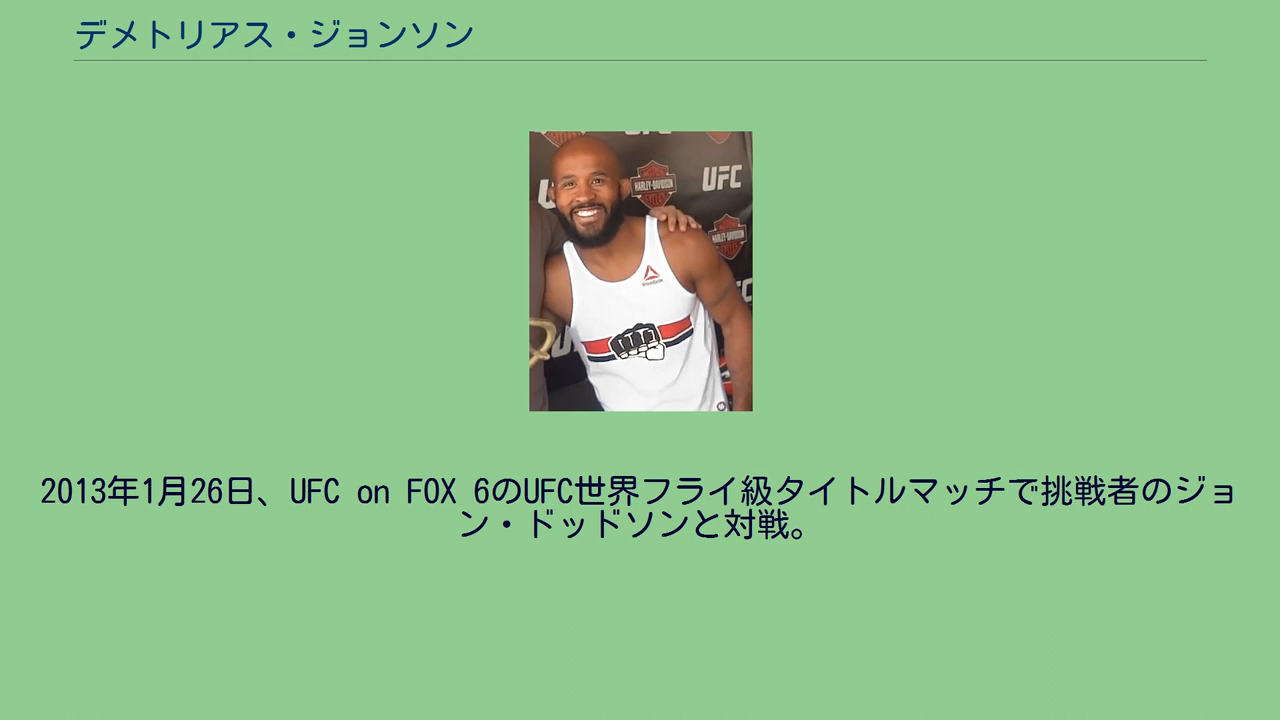 デメトリアス・ジョンソン
UFC
HARLEY-DAVIDSON
UFC
HARLEY-DAVIDSON
Reebok
2013年1月26日、UFC on FOX 6のUFC世界フライ級タイトルマッチで挑戦者のジョ
ン・ドッドソンと対戦。